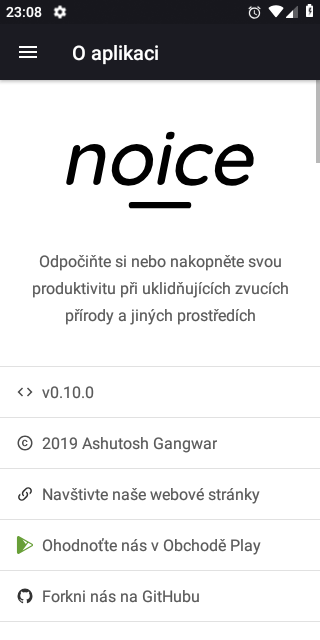 23:08
O aplikaci
noice
Odpočiňte si nebo nakopněte svou
produktivitu při uklidňujících zvucích
přírody a jiných prostředích
v0.10.0
2019 Ashutosh Gangwar
Navštivte naše webové stránky
Ohodnoťte nás v Obchodě Play
Forkni nás na GitHubu